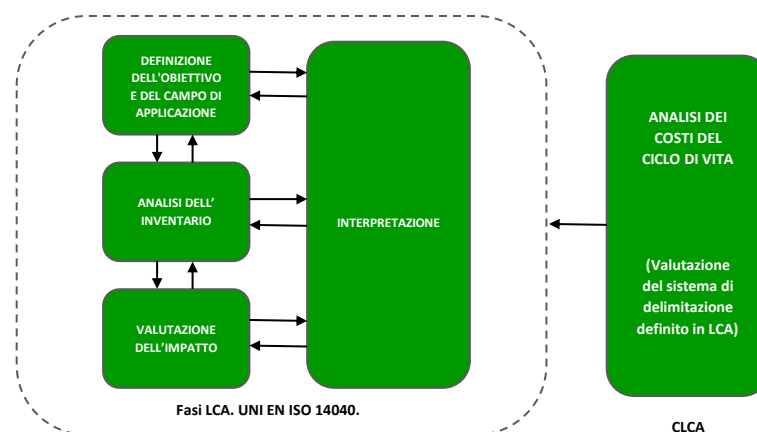 DEFINIZIONE
DELL'OBIETTIVO
E DEL CAMPO DI
APPLICAZIONE
ANALISI DELL’
INVENTARIO
VALUTAZIONE
DELL’IMPATTO
INTERPRETAZIONE
Fasi LCA. UNI EN ISO 14040.
ANALISI DEI
COSTI DEL
CICLO DI VITA
(Valutazione
del sistema di
delimitazione
definito in LCA)
CLCA